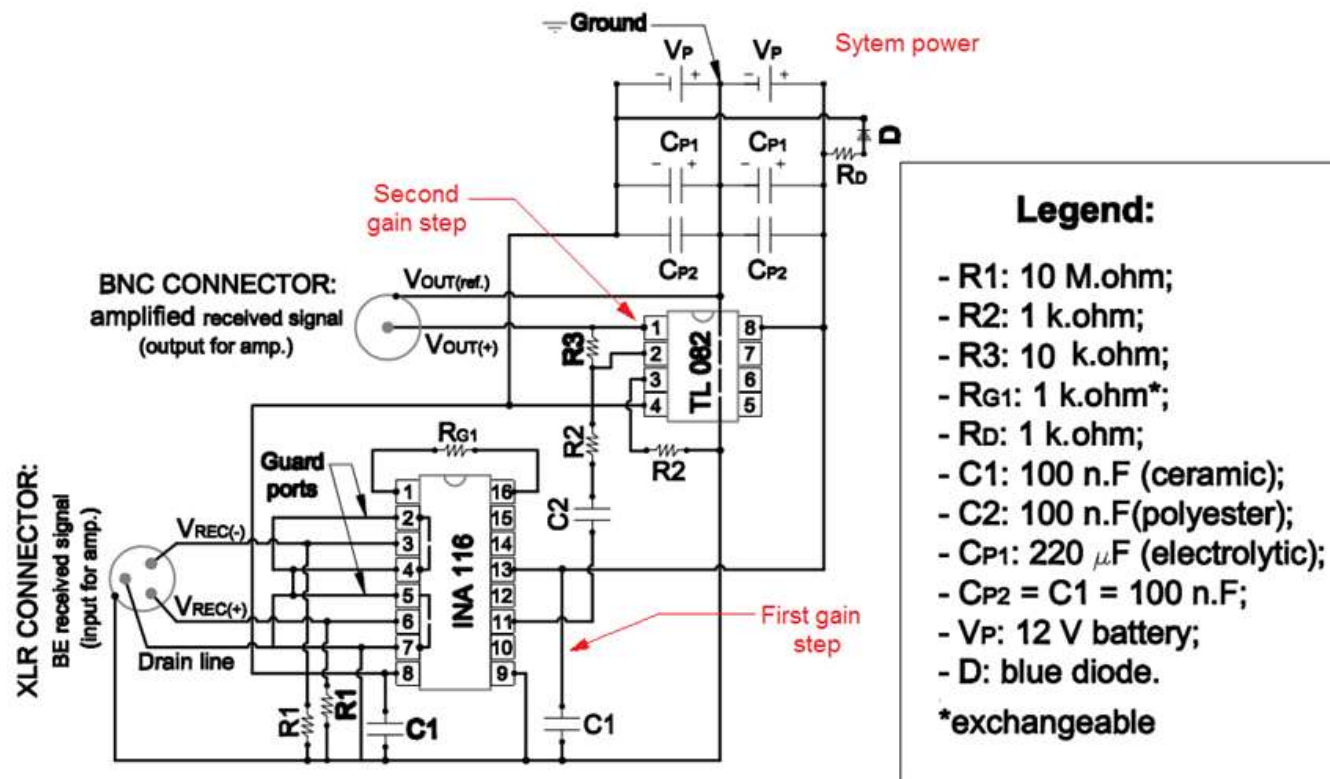 Ground
Sytem power
VP
VP
- +
- +
D
CP1
CP1
- +
- +
RD
Second
gain step
CP2
CP2
BNC CONNECTOR:
amplified received signal
(output for amp.)
VOUT(ref.)
VOUT(+)
R3
TL 082
1
2
3
4
8
7
6
5
R2
R2
RG1
Guard
ports
C2
XLR CONNECTOR:
BE received signal
(input for amp.)
VREC(-)
VREC(+)
Drain line
INA 116
1
2
3
4
5
6
7
8
16
15
14
13
12
11
10
9
First gain
step
R1
R1
C1
C1
Legend:
- R1: 10 M.ohm;
- R2: 1 k.ohm;
- R3: 10 k.ohm;
- RG1: 1 k.ohm*;
- RD: 1 k.ohm;
- C1: 100 n.F (ceramic);
- C2: 100 n.F(polyester);
- CP1: 220 μF (electrolytic);
- CP2 = C1 = 100 n.F;
- VP: 12 V battery;
- D: blue diode.
*exchangeable